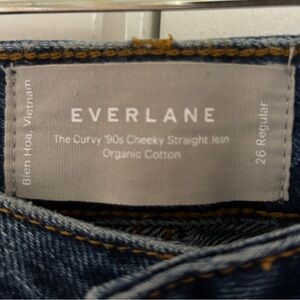 Bien Hoa, Vietnam
EVERLANE
The Curvy '90s Cheeky Straight Jean
Organic Cotton
26 Regular